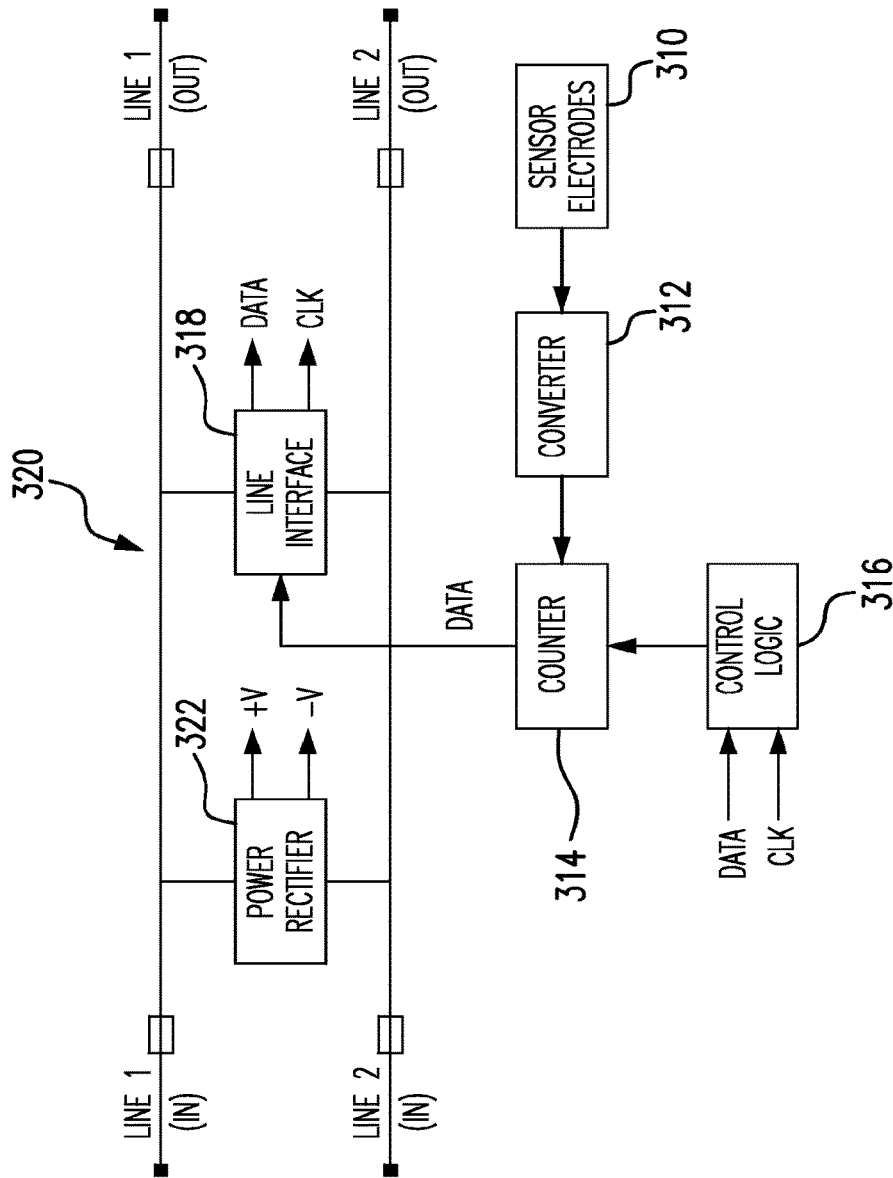 LINE 1
(IN)
LINE 1
(OUT)
LINE 2
(IN)
LINE 2
(OUT)
320
322
POWER
RECTIFIER
+V
-V
318
LINE
INTERFACE
DATA
CLK
DATA
314
COUNTER
312
CONVERTER
310
SENSOR
ELECTRODES
316
CONTROL
LOGIC
DATA
CLK